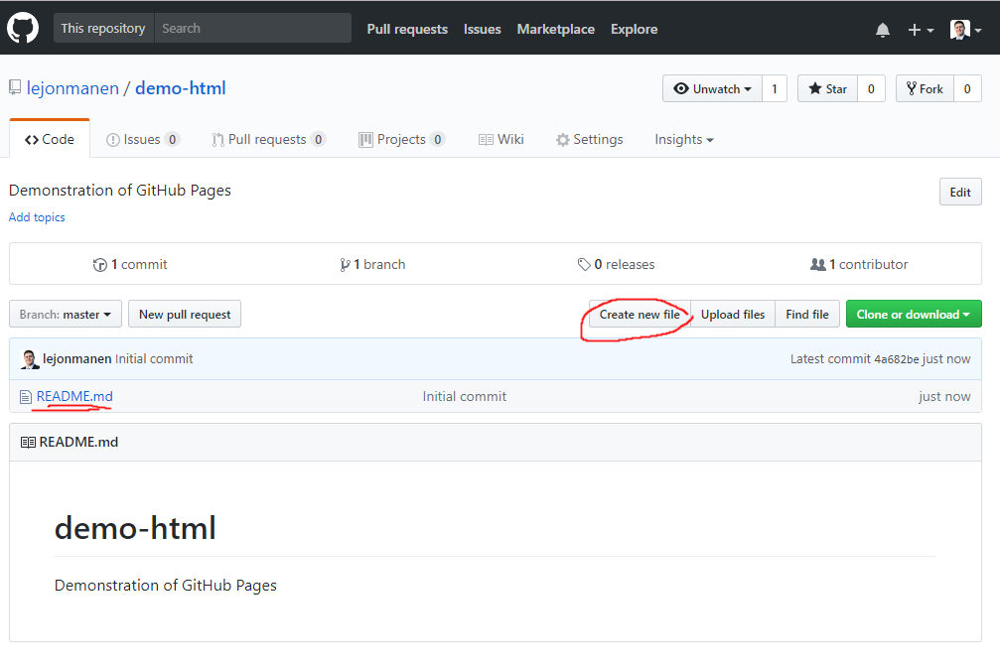 This repository Search Pull requests Issues Marketplace Explore
lejonmanen / demo-html Unwatch 1 Star 0 Fork 0
Code Issues 0 Pull requests 0 Projects 0 Wiki Settings Insights
Demonstration of GitHub Pages Edit
Add topics
1 commit 1 branch 0 releases 1 contributor
Branch: master New pull request Create new file Upload files Find file Clone or download
lejonmanen Initial commit Latest commit 4a682be just now
README.md Initial commit just now
README.md
demo-html
Demonstration of GitHub Pages